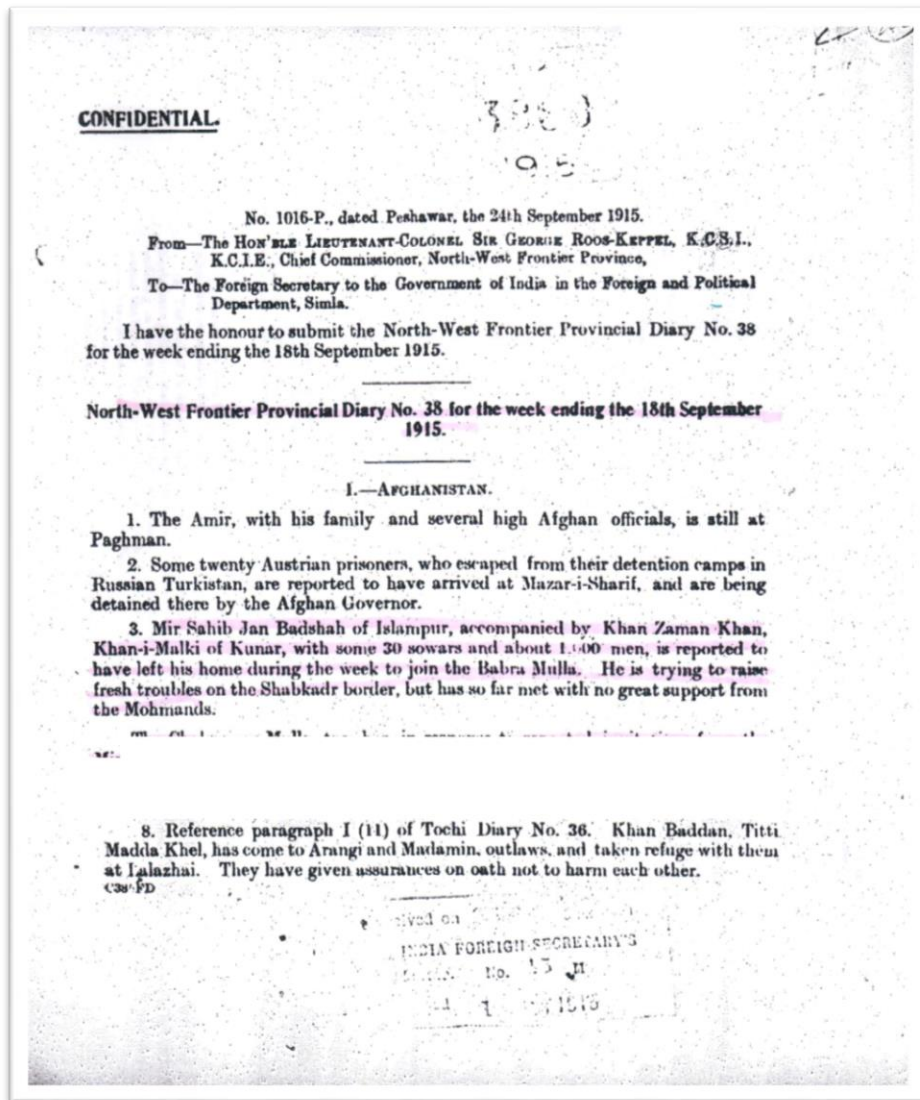 CONFIDENTIAL.
No. 1016-P., dated Peshawar, the 24th September 1915.
From—The HON'BLE LIEUTENANT-COLONEL SIR GEORGE ROOS-KEPPEL, K.C.S.I.,
K.C.I.E., Chief Commissioner, North-West Frontier Province,
To—The Foreign Secretary to the Government of India in the Foreign and Political
Department, Simla.
I have the honour to submit the North-West Frontier Provincial Diary No. 38
for the week ending the 18th September 1915.
North-West Frontier Provincial Diary No. 38 for the week ending the 18th September
1915.
I.—AFGHANISTAN.
1. The Amir, with his family and several high Afghan officials, is still at
Paghman.
2. Some twenty Austrian prisoners, who escaped from their detention camps in
Russian Turkistan, are reported to have arrived at Mazar-i-Sharif, and are being
detained there by the Afghan Governor.
3. Mir Sahib Jan Badshah of Islampur, accompanied by Khan Zaman Khan,
Khan-i-Malki of Kunar, with some 30 sowars and about men, is reported to
have left his home during the week to join the Babra Mulla. He is trying to raise
fresh troubles on the Shabkadr border, but has so far met with no great support from
the Mohmands.
8. Reference paragraph I (11) of Tochi Diary No. 36. Khan Baddan, Titti
Madda Khel, has come to Arangi and Madamin, outlaws, and taken refuge with them
at They have given assurances on oath not to harm each other.
INDIA FOREIGN SECRETARY'S
No.
1915